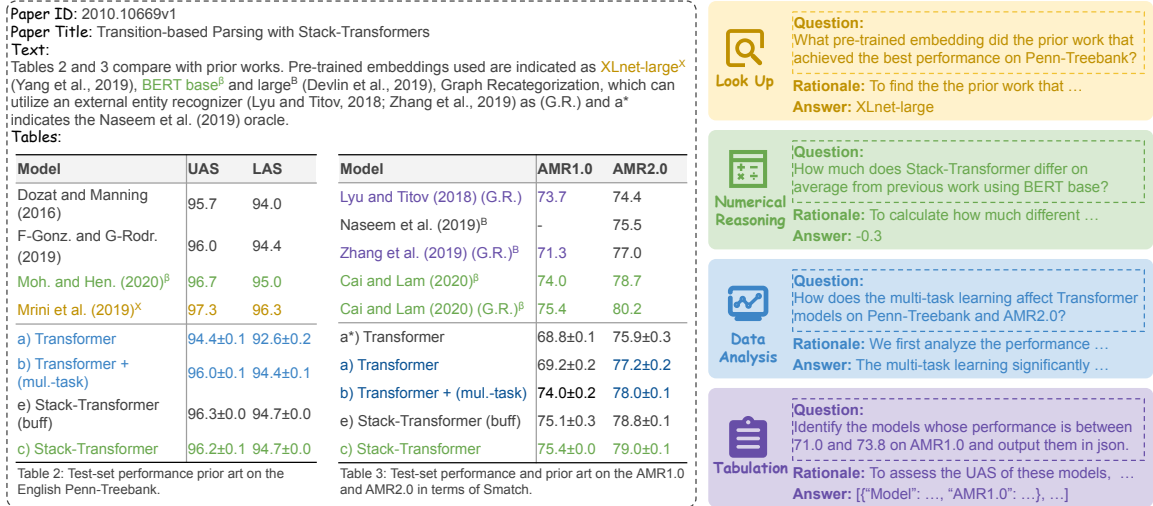 Paper ID: 2010.10669v1
Paper Title: Transition-based Parsing with Stack-Transformers
Text:
Tables 2 and 3 compare with prior works. Pre-trained embeddings used are indicated as XLnet-largeˣ
(Yang et al., 2019), BERT baseᵝ and largeᴮ (Devlin et al., 2019), Graph Recategorization, which can
utilize an external entity recognizer (Lyu and Titov, 2018; Zhang et al., 2019) as (G.R.) and a*
indicates the Naseem et al. (2019) oracle.
Tables:
Model UAS LAS
Dozat and Manning
(2016) 95.7 94.0
F-Gonz. and G-Rodr.
(2019) 96.0 94.4
Moh. and Hen. (2020)ᵝ 96.7 95.0
Mrini et al. (2019)ˣ 97.3 96.3
a) Transformer 94.4±0.1 92.6±0.2
b) Transformer +
(mul.-task) 96.0±0.1 94.4±0.1
e) Stack-Transformer
(buff) 96.3±0.0 94.7±0.0
c) Stack-Transformer 96.2±0.1 94.7±0.0
Table 2: Test-set performance prior art on the
English Penn-Treebank.
Model AMR1.0 AMR2.0
Lyu and Titov (2018) (G.R.) 73.7 74.4
Naseem et al. (2019)ᴮ - 75.5
Zhang et al. (2019) (G.R.)ᴮ 71.3 77.0
Cai and Lam (2020)ᵝ 74.0 78.7
Cai and Lam (2020) (G.R.)ᵝ 75.4 80.2
a*) Transformer 68.8±0.1 75.9±0.3
a) Transformer 69.2±0.2 77.2±0.2
b) Transformer + (mul.-task) 74.0±0.2 78.0±0.1
e) Stack-Transformer (buff) 75.1±0.3 78.8±0.1
c) Stack-Transformer 75.4±0.0 79.0±0.1
Table 3: Test-set performance and prior art on the AMR1.0
and AMR2.0 in terms of Smatch.
Look Up
Question:
What pre-trained embedding did the prior work that
achieved the best performance on Penn-Treebank?
Rationale: To find the the prior work that …
Answer: XLnet-large
Numerical
Reasoning
Question:
How much does Stack-Transformer differ on
average from previous work using BERT base?
Rationale: To calculate how much different …
Answer: -0.3
Data
Analysis
Question:
How does the multi-task learning affect Transformer
models on Penn-Treebank and AMR2.0?
Rationale: We first analyze the performance …
Answer: The multi-task learning significantly …
Tabulation
Question:
Identify the models whose performance is between
71.0 and 73.8 on AMR1.0 and output them in json.
Rationale: To assess the UAS of these models, …
Answer: [{“Model”: …, “AMR1.0”: …}, …]